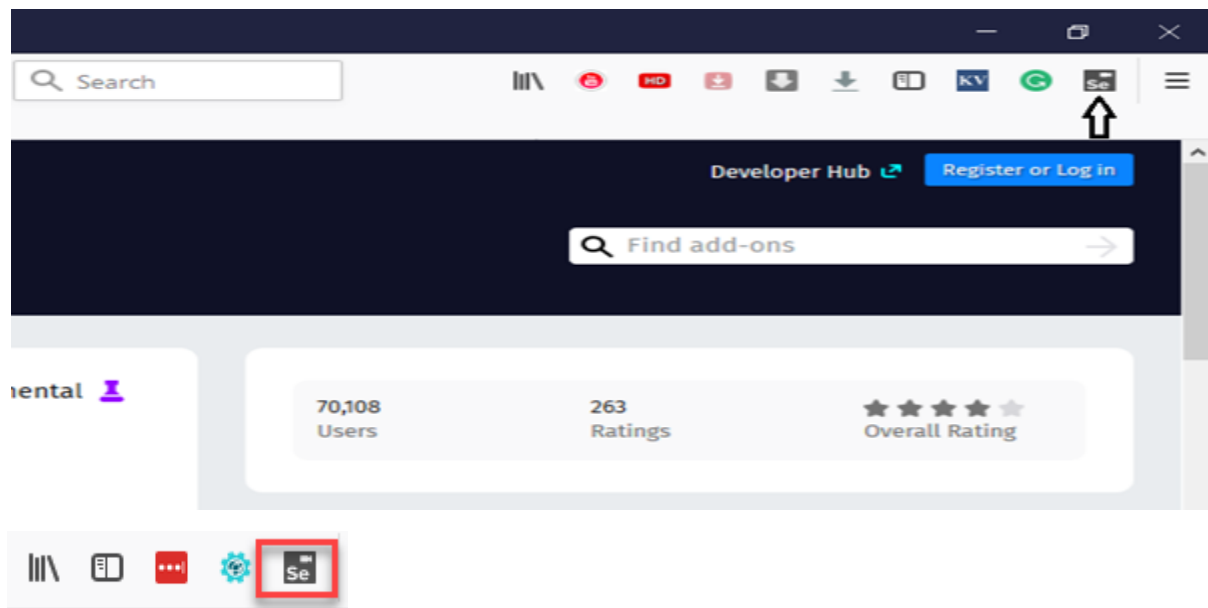 Search
HD
KV
Se
Developer Hub
Register or Log in
Find add-ons
nental
70,108
263
Users
Ratings
Overall Rating
Se